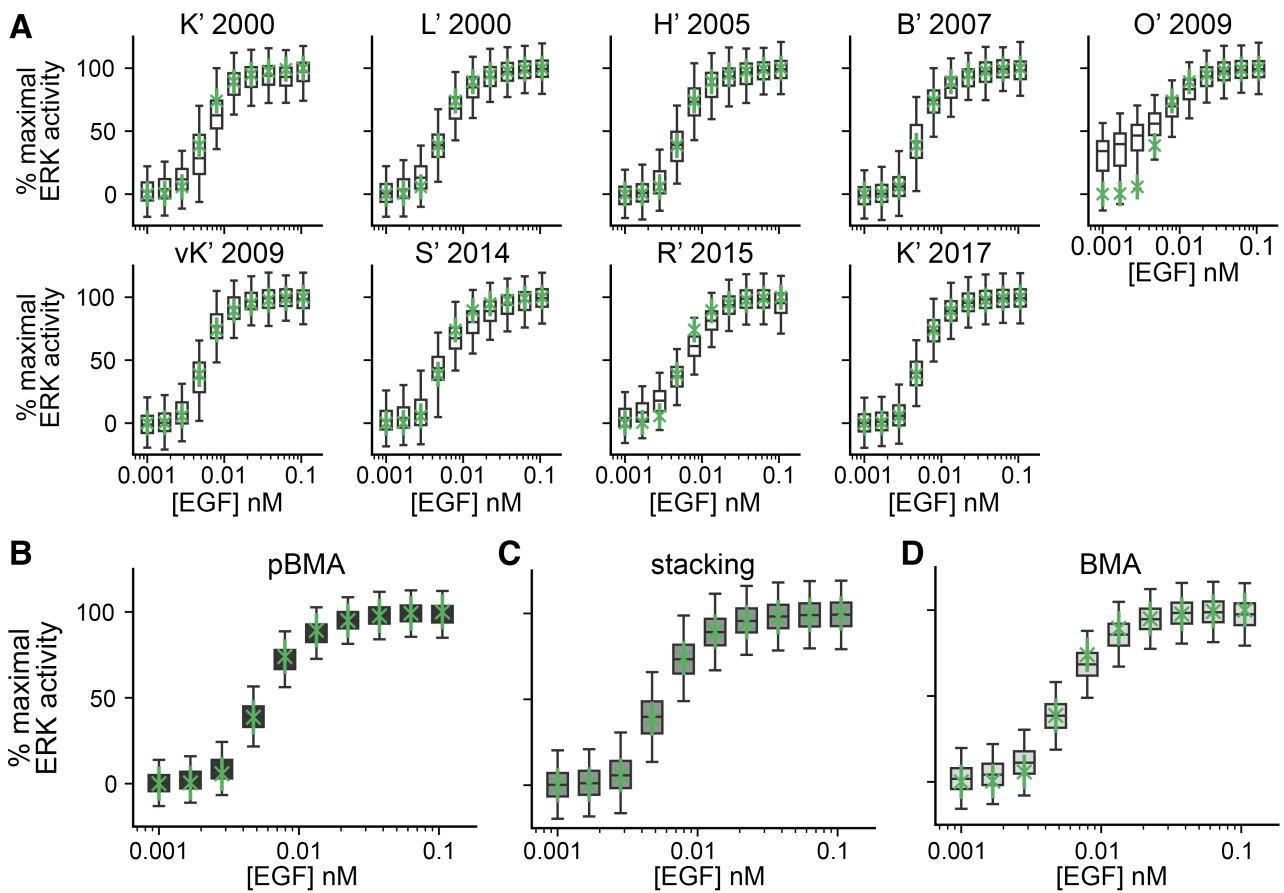 A
K’ 2000
L’ 2000
H’ 2005
B’ 2007
O’ 2009
% maximal
ERK activity
100
50
0
0.001 0.01 0.1
[EGF] nM
vK’ 2009
S’ 2014
R’ 2015
K’ 2017
% maximal
ERK activity
100
50
0
0.001 0.01 0.1
0.001 0.01 0.1
0.001 0.01 0.1
0.001 0.01 0.1
[EGF] nM
[EGF] nM
[EGF] nM
[EGF] nM
B
pBMA
C
stacking
D
BMA
% maximal
ERK activity
100
50
0
0.001 0.01 0.1
0.001 0.01 0.1
0.001 0.01 0.1
[EGF] nM
[EGF] nM
[EGF] nM